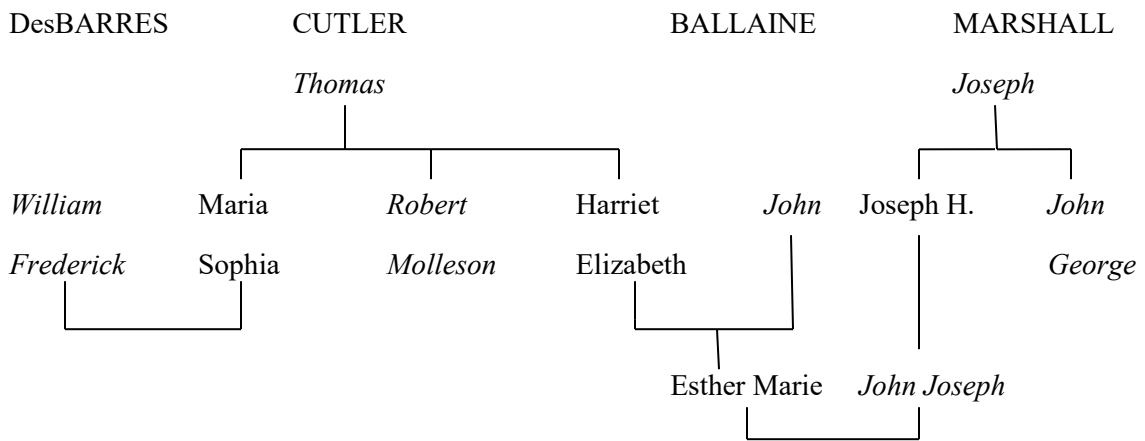 DesBARRES CUTLER BALLAINE MARSHALL
Thomas Joseph
William Maria Robert Harriet John Joseph H. John
Frederick Sophia Molleson Elizabeth George
Esther Marie John Joseph